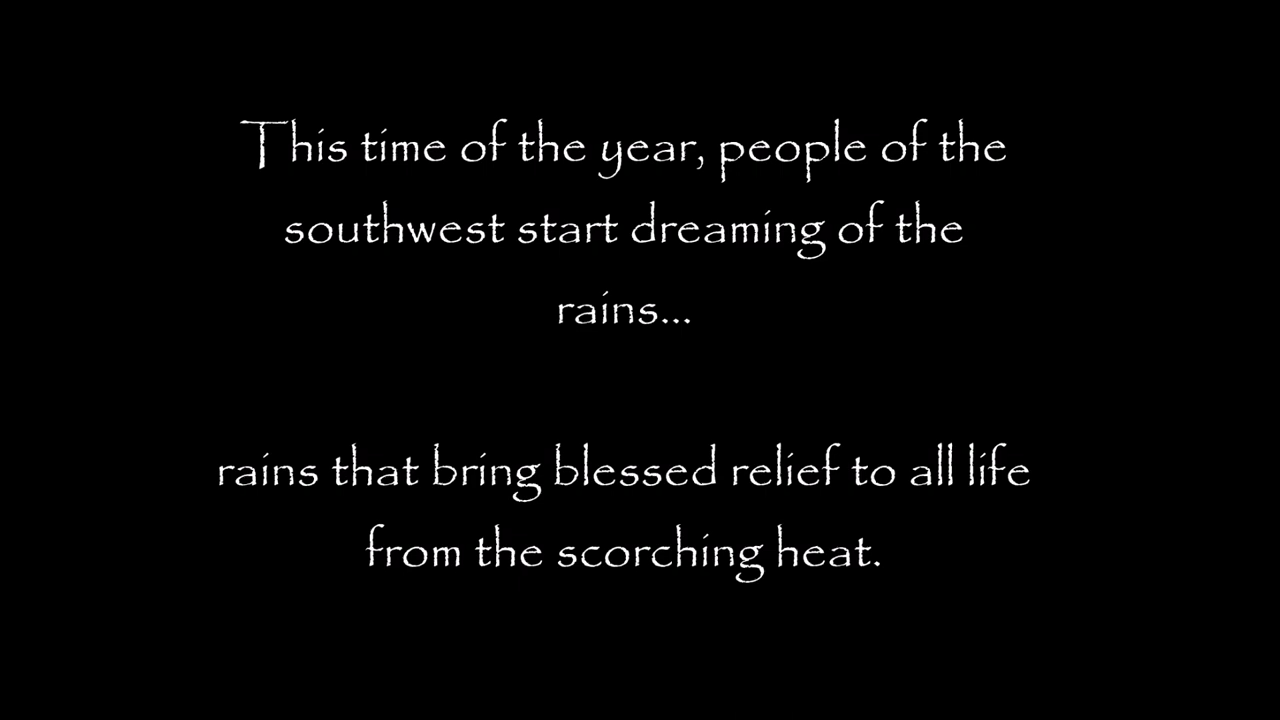 This time of the year, people of the
southwest start dreaming of the
rains...
rains that bring blessed relief to all life
from the scorching heat.